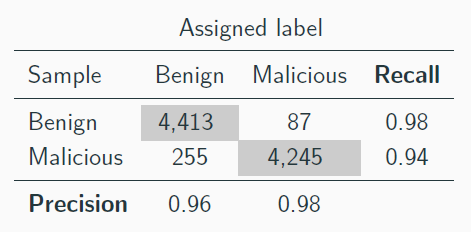 Assigned label
Sample Benign Malicious Recall
Benign 4,413 87 0.98
Malicious 255 4,245 0.94
Precision 0.96 0.98